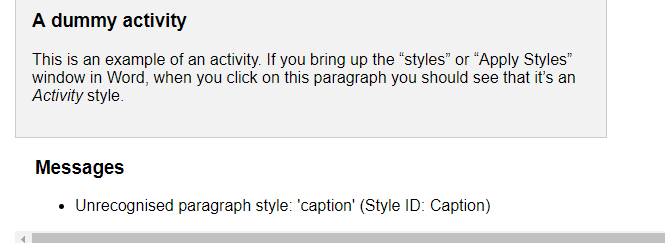 A dummy activity
This is an example of an activity. If you bring up the “styles” or “Apply Styles”
window in Word, when you click on this paragraph you should see that it’s an
Activity style.
Messages
• Unrecognised paragraph style: 'caption' (Style ID: Caption)